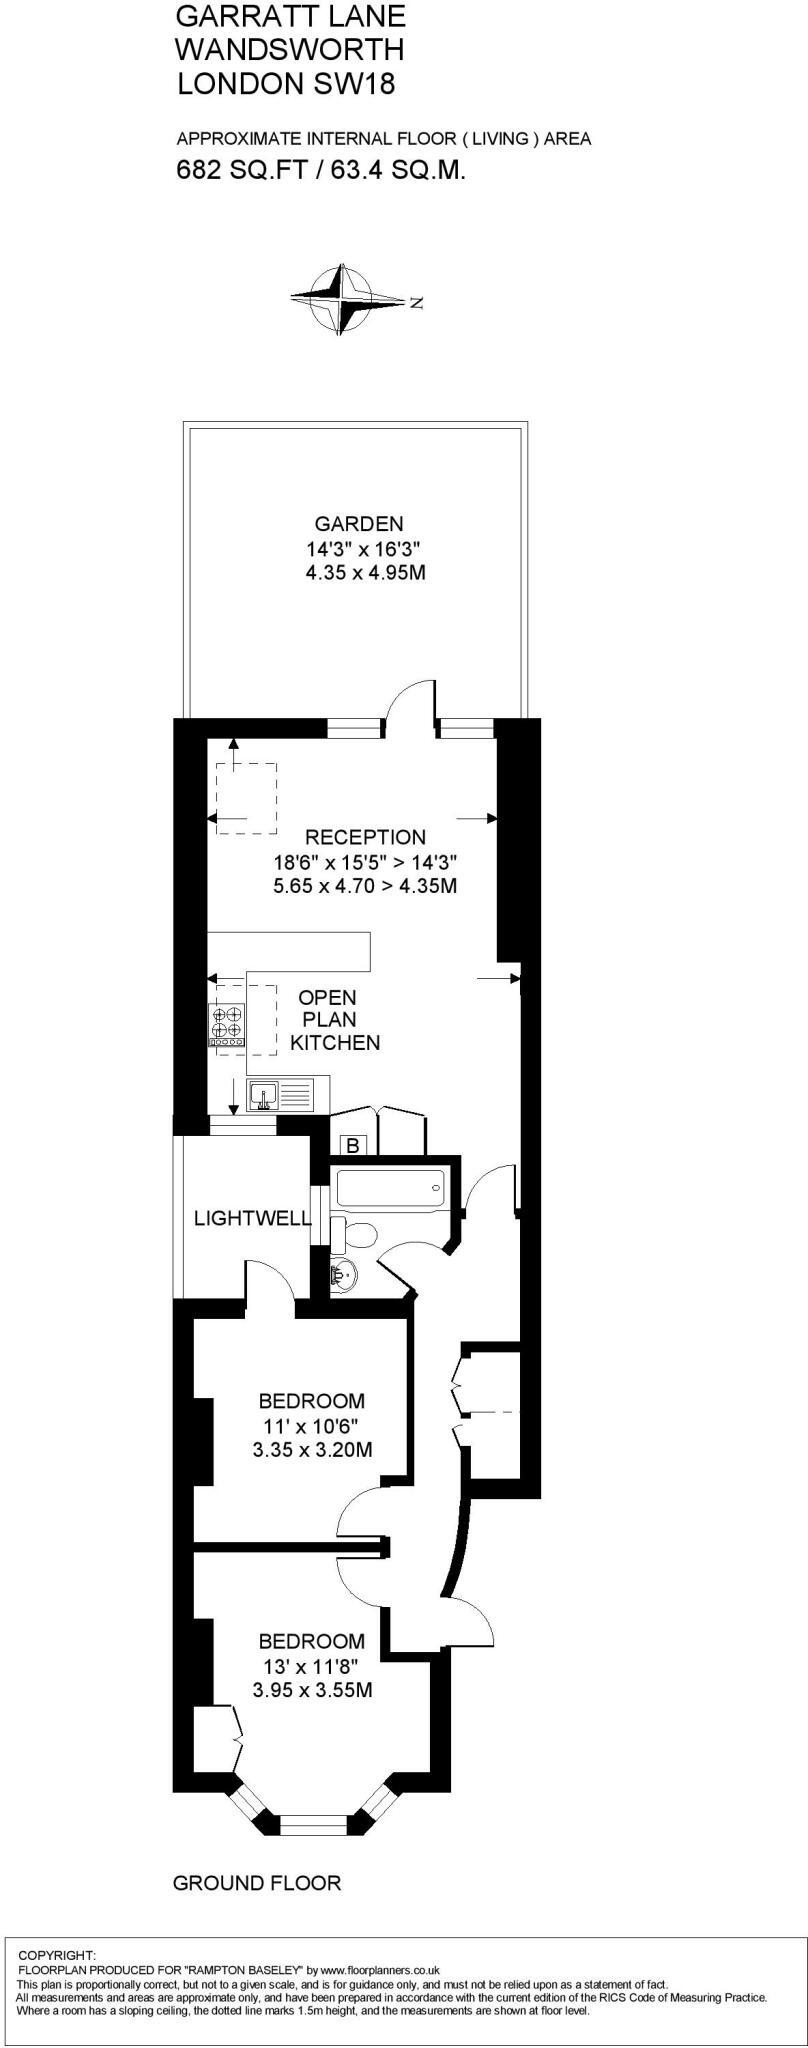 GARRATT LANE
WANDSWORTH
LONDON SW18
APPROXIMATE INTERNAL FLOOR ( LIVING ) AREA
682 SQ.FT / 63.4 SQ.M.
N
GARDEN
14'3" x 16'3"
4.35 x 4.95M
RECEPTION
18'6" x 15'5" > 14'3"
5.65 x 4.70 > 4.35M
OPEN
PLAN
KITCHEN
B
LIGHTWELL
BEDROOM
11' x 10'6"
3.35 x 3.20M
BEDROOM
13' x 11'8"
3.95 x 3.55M
GROUND FLOOR
COPYRIGHT:
FLOORPLAN PRODUCED FOR "RAMPTON BASELEY" by www.floorplanners.co.uk
This plan is proportionally correct, but not to a given scale, and is for guidance only, and must not be relied upon as a statement of fact.
All measurements and areas are approximate only, and have been prepared in accordance with the current edition of the RICS Code of Measuring Practice.
Where a room has a sloping ceiling, the dotted line marks 1.5m height, and the measurements are shown at floor level.